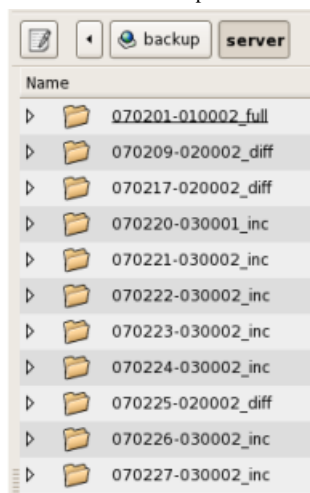 backup server
Name
070201-010002_full
070209-020002_diff
070217-020002_diff
070220-030001_inc
070221-030002_inc
070222-030002_inc
070223-030002_inc
070224-030002_inc
070225-020002_diff
070226-030002_inc
070227-030002_inc